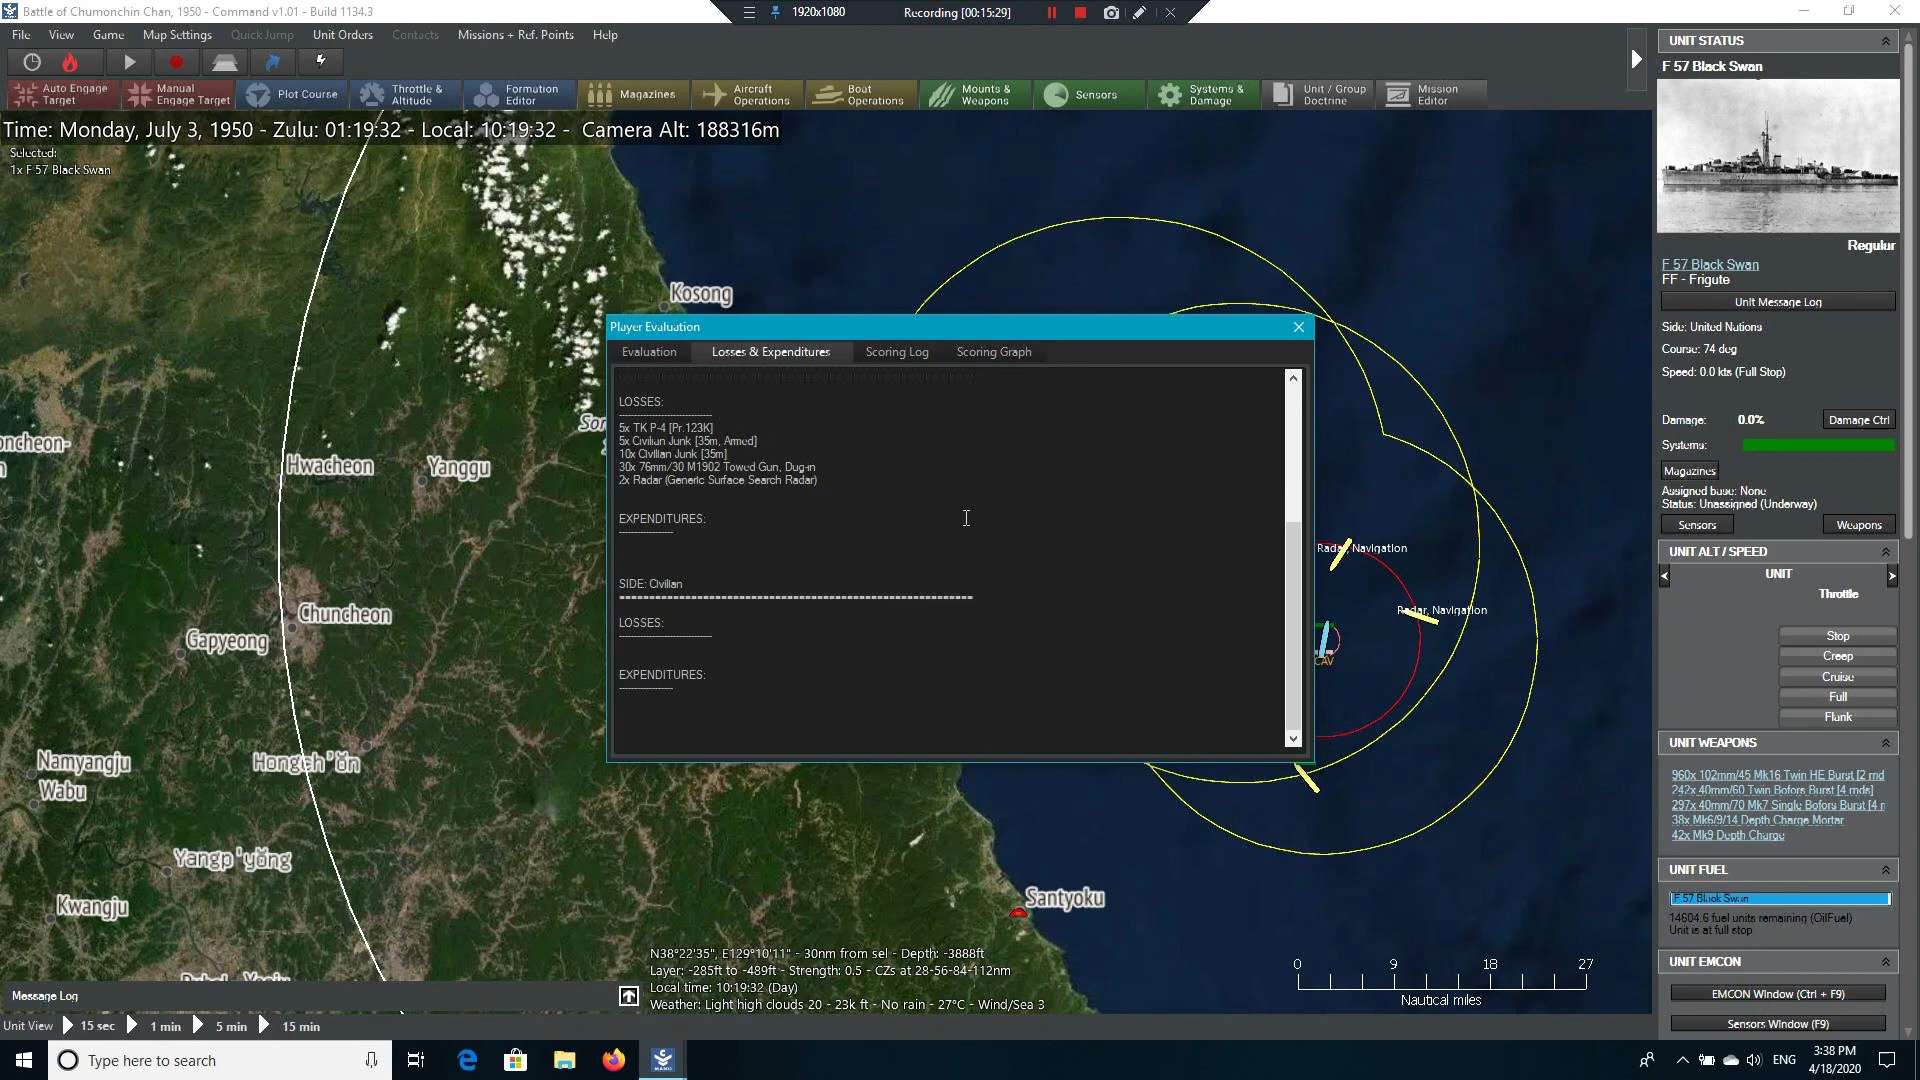 Battle of Chumonchin Chan, 1950 - Command v1.01 - Build 1134.3
1920x1080
Recording [00:15:29]
File View Game Map Settings Quick Jump Unit Orders Contacts Missions + Ref. Points Help
Auto Engage Target
Manual Engage Target
Plot Course
Throttle & Altitude
Formation Editor
Magazines
Aircraft Operations
Boat Operations
Mounts & Weapons
Sensors
Systems & Damage
Unit / Group Doctrine
Mission Editor
Time: Monday, July 3, 1950 - Zulu: 01:19:32 - Local: 10:19:32 - Camera Alt: 188316m
Selected:
1x F 57 Black Swan
Kosong
Hwacheon
Yanggu
Chuncheon
Gapyeong
Namyangju
Wabu
Hongch'ŏn
Yangp'yŏng
Kwangju
Santyoku
Player Evaluation
Evaluation Losses & Expenditures Scoring Log Scoring Graph
LOSSES:
-------------------------------
5x TK P-4 [Pr.123K]
5x Civilian Junk [35m, Armed]
10x Civilian Junk [35m]
30x 76mm/30 M1902 Towed Gun, Dug-in
2x Radar (Generic Surface Search Radar)
EXPENDITURES:
------------------
SIDE: Civilian
===========================================================
LOSSES:
-------------------------------
EXPENDITURES:
------------------
Radar, Navigation
Radar, Navigation
CAV
N38°22'35", E129°10'11" - 30nm from sel - Depth: -3888ft
Layer: -285ft to -489ft - Strength: 0.5 - CZs at 28-56-84-112nm
Local time: 10:19:32 (Day)
Weather: Light high clouds 20 - 23k ft - No rain - 27°C - Wind/Sea 3
0 9 18 27
Nautical miles
Message Log
Unit View 15 sec 1 min 5 min 15 min
UNIT STATUS
F 57 Black Swan
Regular
F 57 Black Swan
FF - Frigate
Unit Message Log
Side: United Nations
Course: 74 deg
Speed: 0.0 kts (Full Stop)
Damage: 0.0% Damage Ctrl
Systems:
Magazines
Assigned base: None
Status: Unassigned (Underway)
Sensors Weapons
UNIT ALT / SPEED
UNIT
Throttle
Stop
Creep
Cruise
Full
Flank
UNIT WEAPONS
960x 102mm/45 Mk16 Twin HE Burst [2 rnd
242x 40mm/60 Twin Bofors Burst [4 rnds]
297x 40mm/70 Mk7 Single Bofors Burst [4 r
38x Mk6/9/14 Depth Charge Mortar
42x Mk9 Depth Charge
UNIT FUEL
F 57 Black Swan
14604.6 fuel units remaining (OilFuel)
Unit is at full stop
UNIT EMCON
EMCON Window (Ctrl + F9)
Sensors Window (F9)
Type here to search
ENG
3:38 PM
4/18/2020